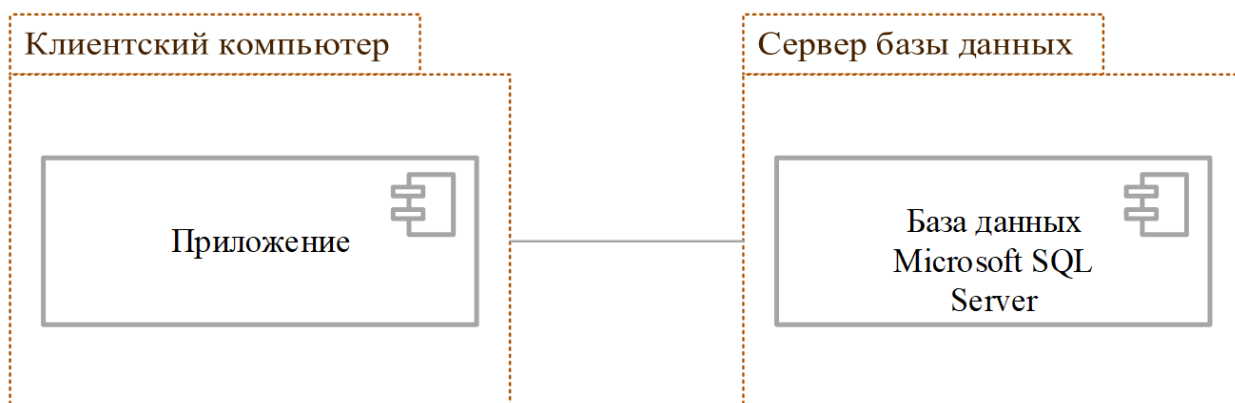 Клиентский компьютер
Сервер базы данных
Приложение
База данных
Microsoft SQL
Server